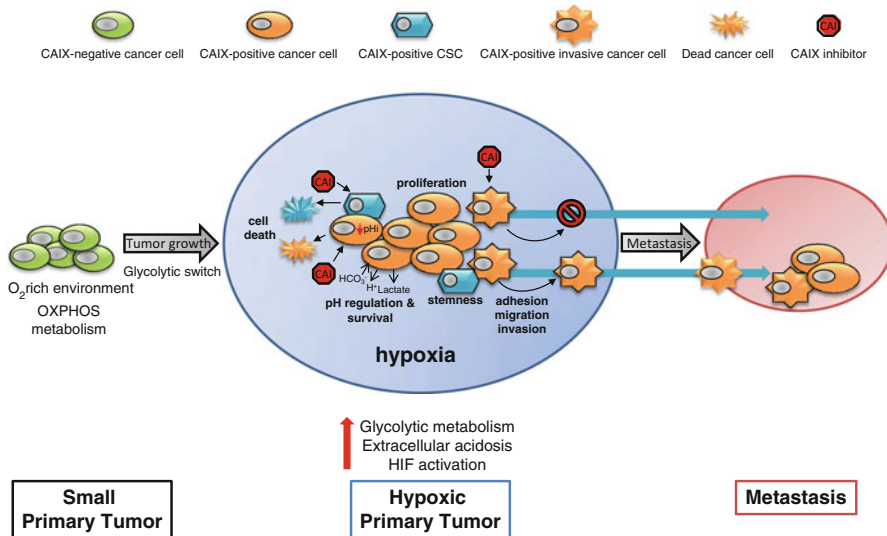 CAIX-negative cancer cell
CAIX-positive cancer cell
CAIX-positive CSC
CAIX-positive invasive cancer cell
Dead cancer cell
CAI
CAIX inhibitor
O2rich environment
OXPHOS
metabolism
Tumor growth
Glycolytic switch
CAI
CAI
cell
death
pHi
CAI
proliferation
HCO3-
H+
Lactate
pH regulation &
survival
stemness
adhesion
migration
invasion
hypoxia
Metastasis
Glycolytic metabolism
Extracellular acidosis
HIF activation
Small
Primary Tumor
Hypoxic
Primary Tumor
Metastasis